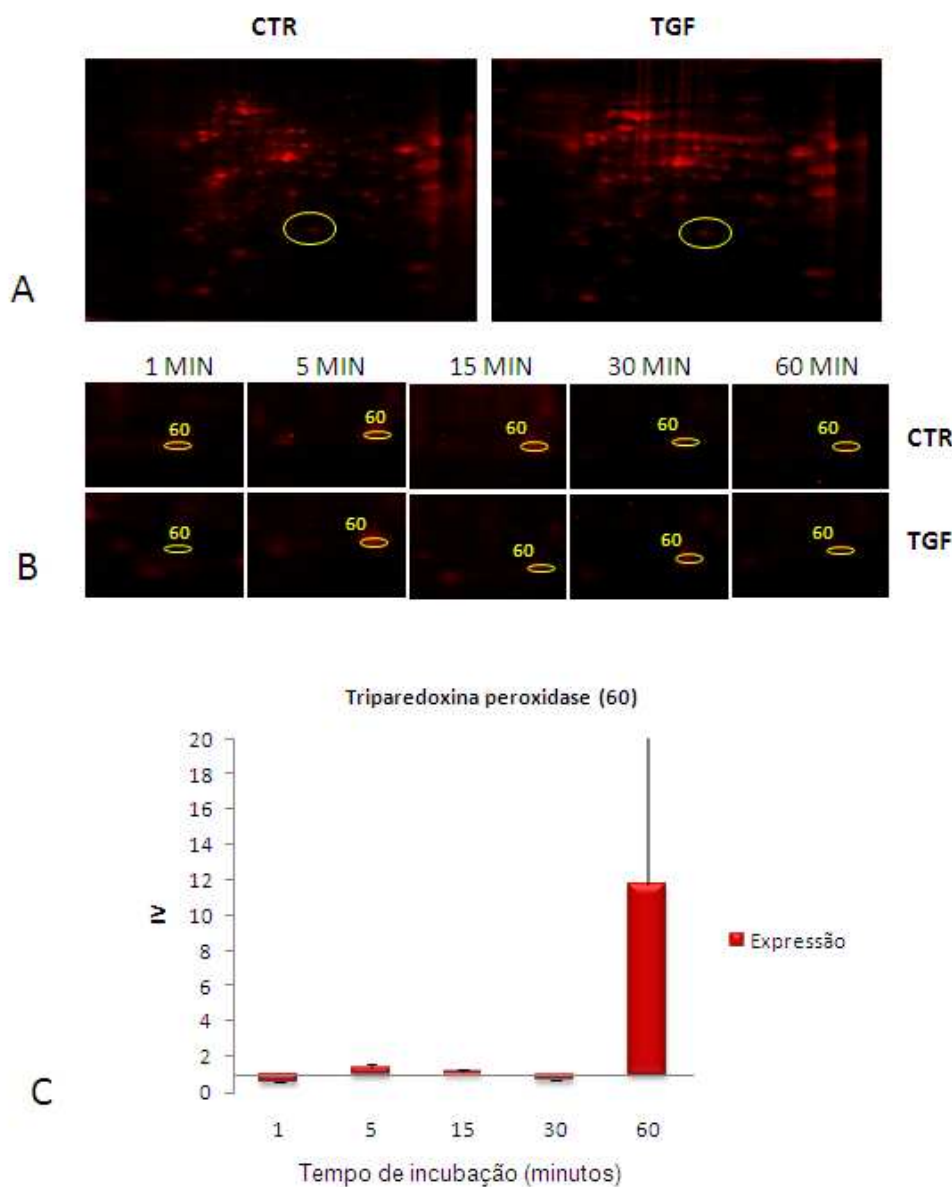 CTR TGF
A
1 MIN 5 MIN 15 MIN 30 MIN 60 MIN
60 60 60 60 60 CTR
60 60 60 60 60 TGF
B
Triparedoxina peroxidase (60)
20
18
16
14
12
10
8
6
4
2
0
IV
Expressão
C
1 5 15 30 60
Tempo de incubação (minutos)